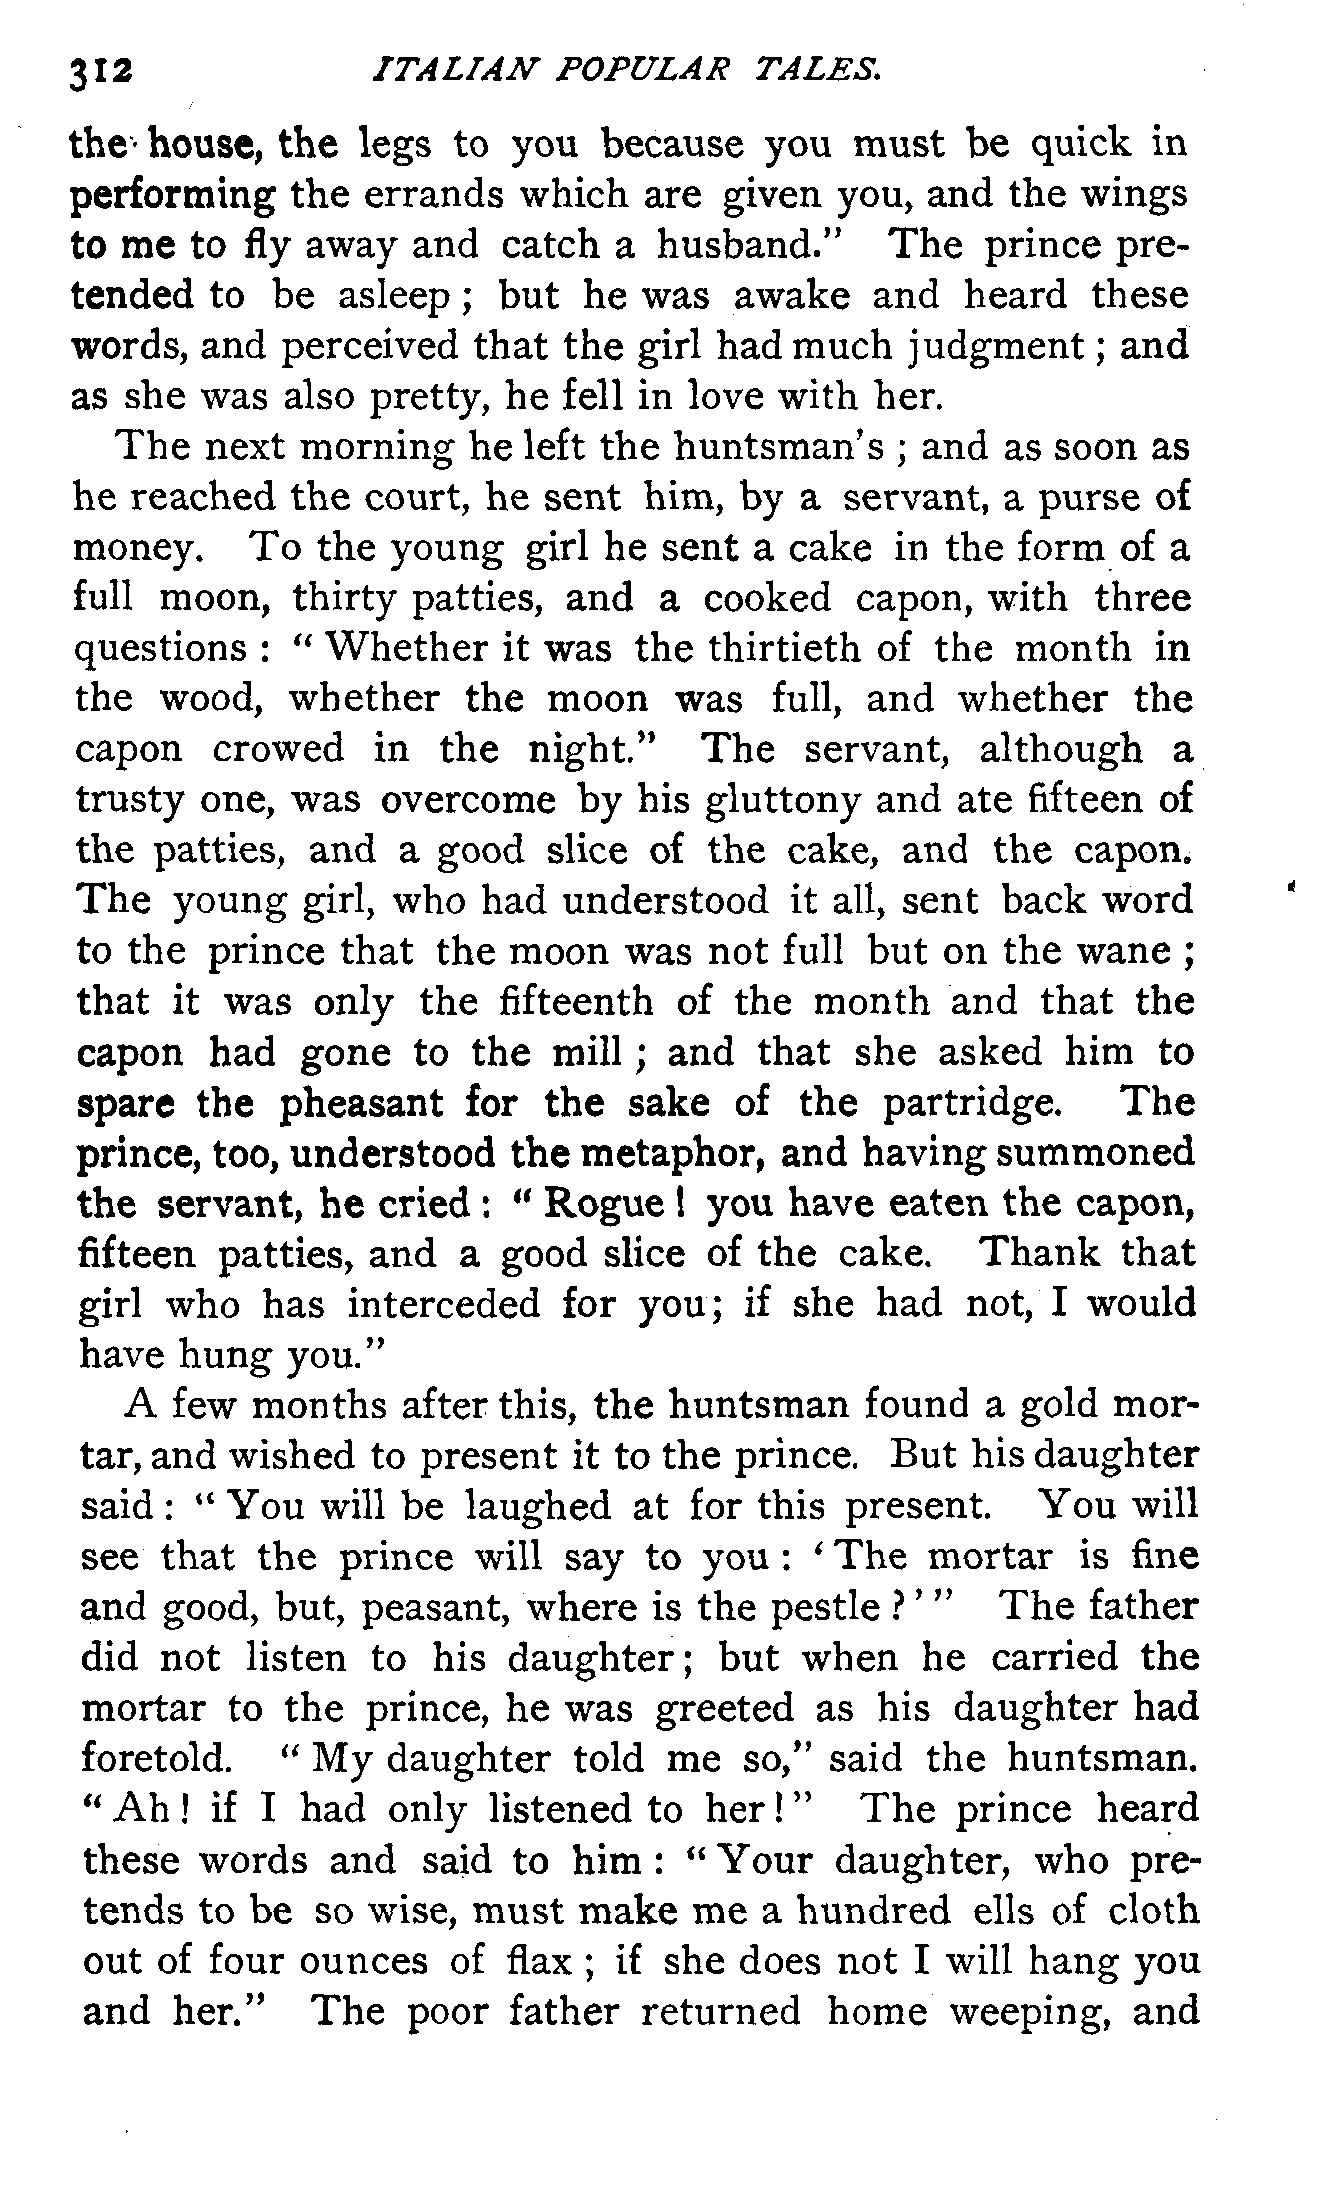 312 ITALIAN POPULAR TALES.
the house, the legs to you because you must be quick in
performing the errands which are given you, and the wings
to me to fly away and catch a husband." The prince pre-
tended to be asleep ; but he was awake and heard these
words, and perceived that the girl had much judgment ; and
as she was also pretty, he fell in love with her.
The next morning he left the huntsman's ; and as soon as
he reached the court, he sent him, by a servant, a purse of
money. To the young girl he sent a cake in the form of a
full moon, thirty patties, and a cooked capon, with three
questions : " Whether it was the thirtieth of the month in
the wood, whether the moon was full, and whether the
capon crowed in the night." The servant, although a
trusty one, was overcome by his gluttony and ate fifteen of
the patties, and a good slice of the cake, and the capon.
The young girl, who had understood it all, sent back word
to the prince that the moon was not full but on the wane ;
that it was only the fifteenth of the month and that the
capon had gone to the mill ; and that she asked him to
spare the pheasant for the sake of the partridge. The
prince, too, understood the metaphor, and having summoned
the servant, he cried : " Rogue ! you have eaten the capon,
fifteen patties, and a good slice of the cake. Thank that
girl who has interceded for you; if she had not, I would
have hung you."
A few months after this, the huntsman found a gold mor-
tar, and wished to present it to the prince. But his daughter
said : " You will be laughed at for this present. You will
see that the prince will say to you : ' The mortar is fine
and good, but, peasant, where is the pestle ? ' " The father
did not listen to his daughter; but when he carried the
mortar to the prince, he was greeted as his daughter had
foretold. " My daughter told me so," said the huntsman.
" Ah ! if I had only listened to her ! " The prince heard
these words and said to him : " Your daughter, who pre-
tends to be so wise, must make me a hundred ells of cloth
out of four ounces of flax ; if she does not I will hang you
and her." The poor father returned home weeping, and